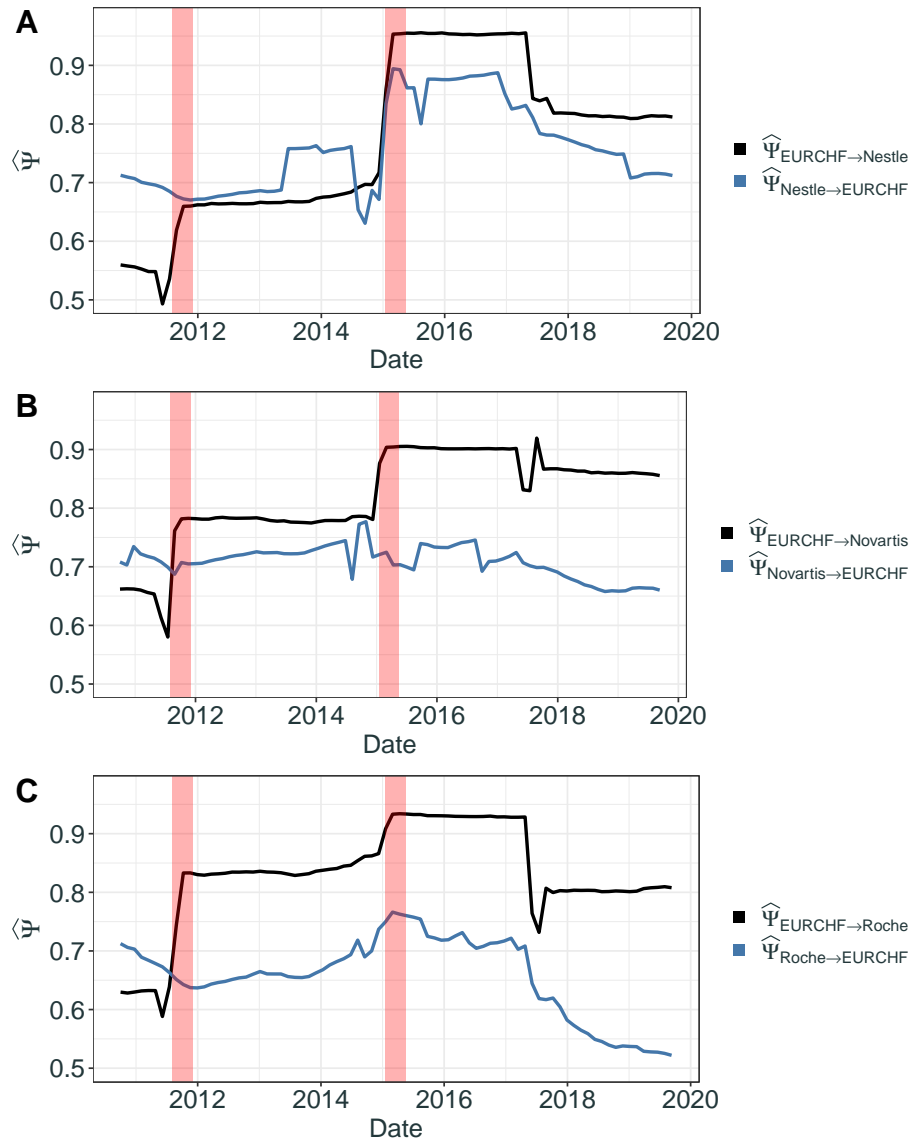 A
0.9
0.8
0.7
0.6
0.5
Ψ̂
2012 2014 2016 2018 2020
Date
Ψ̂EURCHF→Nestle
Ψ̂Nestle→EURCHF
B
0.9
0.8
0.7
0.6
0.5
Ψ̂
2012 2014 2016 2018 2020
Date
Ψ̂EURCHF→Novartis
Ψ̂Novartis→EURCHF
C
0.9
0.8
0.7
0.6
0.5
Ψ̂
2012 2014 2016 2018 2020
Date
Ψ̂EURCHF→Roche
Ψ̂Roche→EURCHF